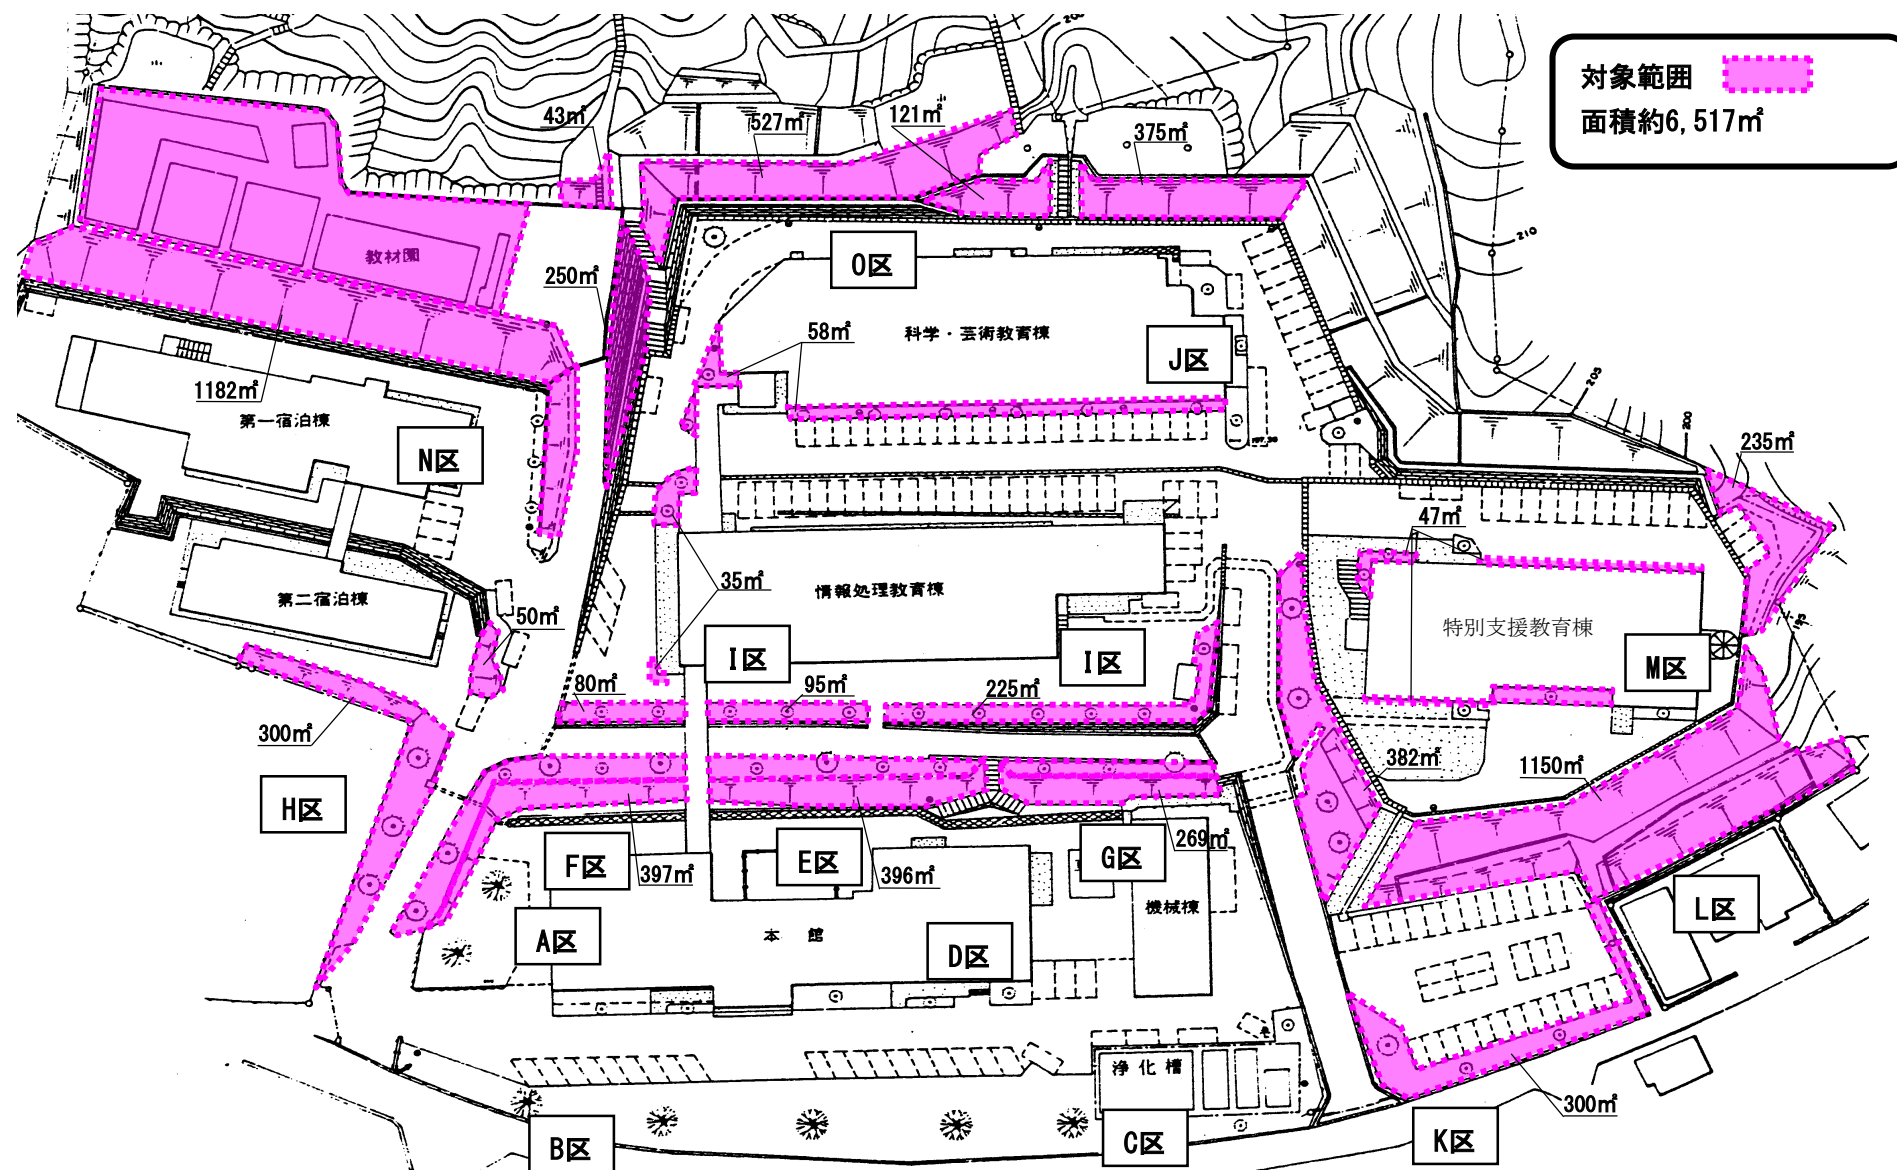 対象範囲
面積約6,517㎡
200
43㎡
527㎡
121㎡
375㎡
210
教材園
250㎡
O区
58㎡
科学・芸術教育棟
J区
1182㎡
第一宿泊棟
N区
205
200
235㎡
47㎡
第二宿泊棟
50㎡
35㎡
情報処理教育棟
I区
I区
特別支援教育棟
M区
195
80㎡
95㎡
225㎡
300㎡
H区
382㎡
1150㎡
F区
397㎡
E区
396㎡
G区
269㎡
機械棟
L区
A区
本館
D区
浄化槽
300㎡
B区
C区
K区